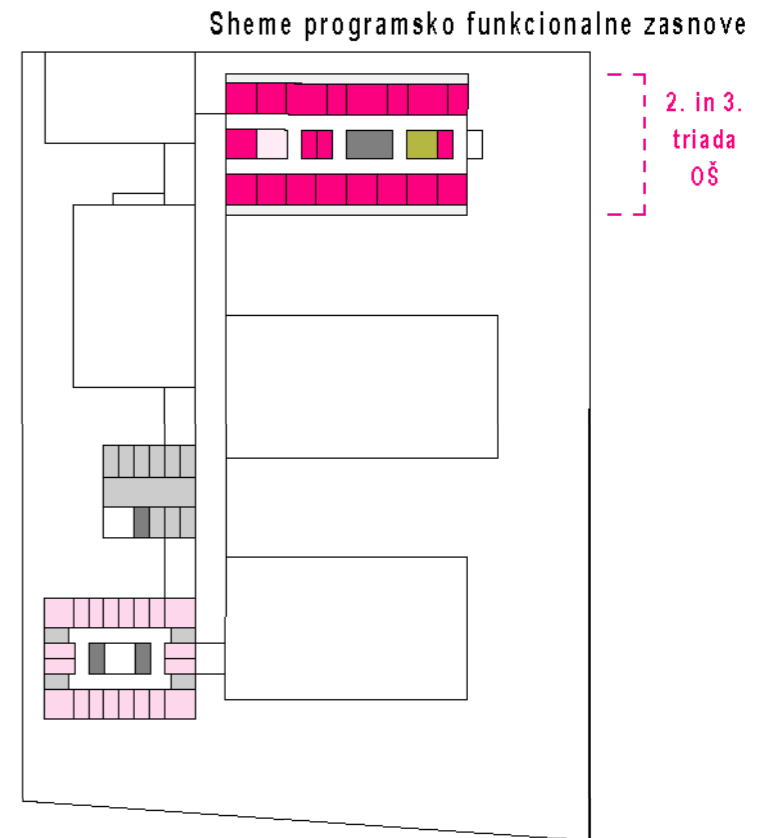 Sheme programsko funkcionalne zasnove
2. in 3.
triada
OŠ